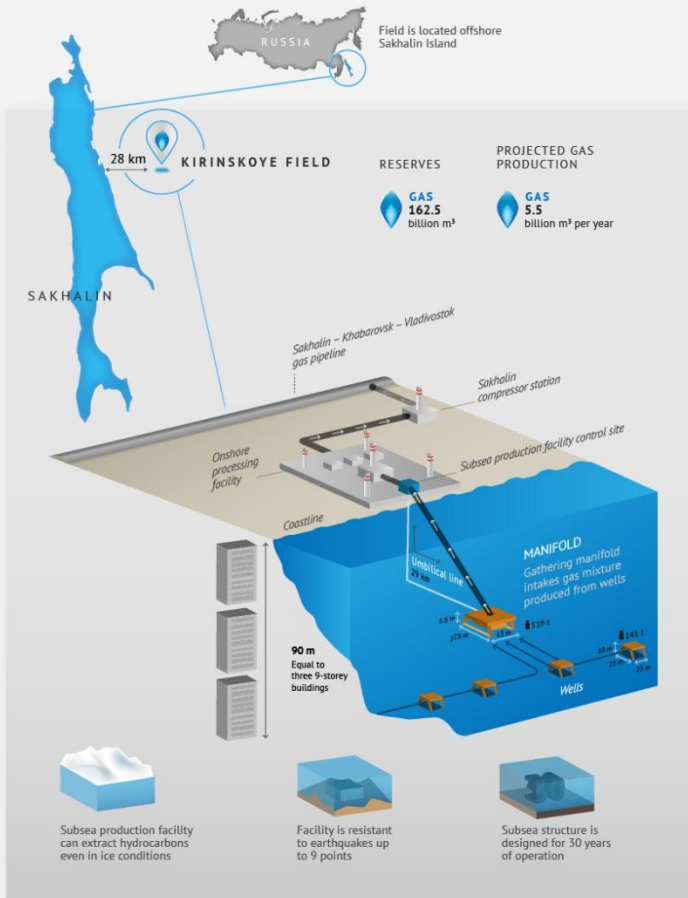 RUSSIA
Field is located offshore
Sakhalin Island
28 km
KIRINSKOYE FIELD
SAKHALIN
RESERVES
GAS
162.5
billion m³
PROJECTED GAS
PRODUCTION
GAS
5.5
billion m³ per year
Sakhalin – Khabarovsk – Vladivostok
gas pipeline
Sakhalin
compressor station
Onshore
processing
facility
Subsea production facility control site
Coastline
Umbilical line
29 km
MANIFOLD
Gathering manifold
intakes gas mixture
produced from wells
5.5 m
27.5 m
15 m
316 t
141 t
10 m
23 m
23 m
Wells
90 m
Equal to
three 9-storey
buildings
Subsea production facility
can extract hydrocarbons
even in ice conditions
Facility is resistant
to earthquakes up
to 9 points
30
Subsea structure is
designed for 30 years
of operation